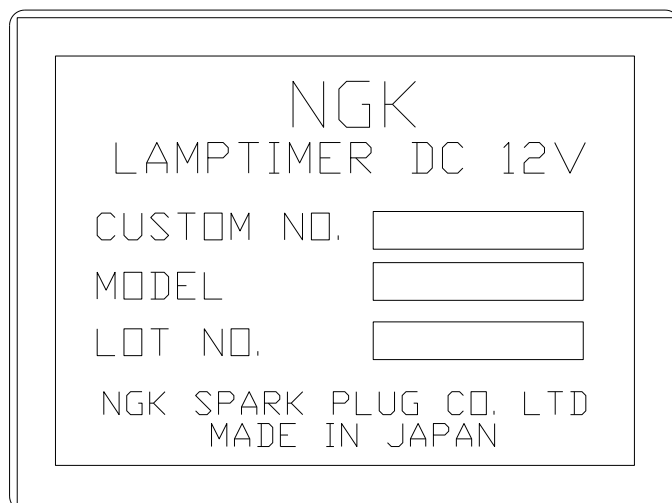 NGK
LAMPTIMER DC 12V
CUSTOM NO.
MODEL
LOT NO.
NGK SPARK PLUG CO. LTD
MADE IN JAPAN